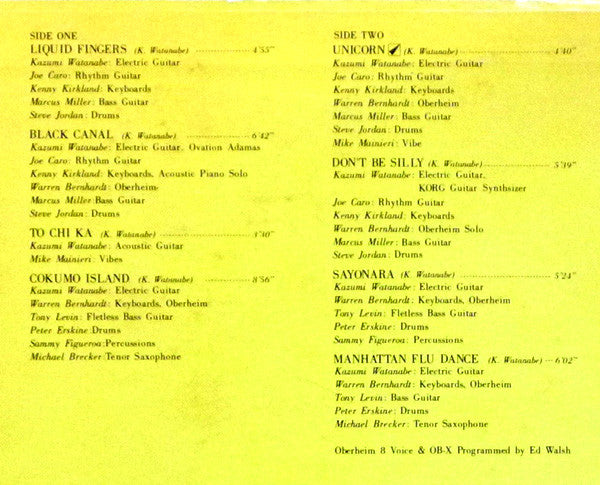 SIDE ONE
LIQUID FINGERS (K. Watanabe) ················ 4'55"
Kazumi Watanabe: Electric Guitar
Joe Caro: Rhythm Guitar
Kenny Kirkland: Keyboards
Marcus Miller: Bass Guitar
Steve Jordan: Drums
BLACK CANAL (K. Watanabe) ················ 6'42"
Kazumi Watanabe: Electric Guitar, Ovation Adamas
Joe Caro: Rhythm Guitar
Kenny Kirkland: Keyboards, Acoustic Piano Solo
Warren Bernhardt: Oberheim
Marcus Miller: Bass Guitar
Steve Jordan: Drums
TO CHI KA (K. Watanabe) ················ 3'40"
Kazumi Watanabe: Acoustic Guitar
Mike Mainieri: Vibes
COKUMO ISLAND (K. Watanabe) ················ 8'56"
Kazumi Watanabe: Electric Guitar
Warren Bernhardt: Keyboards, Oberheim
Tony Levin: Fletless Bass Guitar
Peter Erskine: Drums
Sammy Figueroa: Percussions
Michael Brecker: Tenor Saxophone
SIDE TWO
UNICORN (K. Watanabe) ················ 4'40"
Kazumi Watanabe: Electric Guitar
Joe Caro: Rhythm Guitar
Kenny Kirkland: Keyboards
Warren Bernhardt: Oberheim
Marcus Miller: Bass Guitar
Steve Jordan: Drums
Mike Mainieri: Vibe
DON'T BE SILLY (K. Watanabe) ················ 5'39"
Kazumi Watanabe: Electric Guitar,
KORG Guitar Synthsizer
Joe Caro: Rhythm Guitar
Kenny Kirkland: Keyboards
Warren Bernhardt: Oberheim Solo
Marcus Miller: Bass Guitar
Steve Jordan: Drums
SAYONARA (K. Watanabe) ················ 5'24"
Kazumi Watanabe: Electric Guitar
Warren Bernhardt: Keyboards, Oberheim
Tony Levin: Fletless Bass Guitar
Peter Erskine: Drums
Sammy Figueroa: Percussions
MANHATTAN FLU DANCE (K. Watanabe) ··· 6'02"
Kazumi Watanabe: Electric Guitar
Warren Bernhardt: Keyboards, Oberheim
Tony Levin: Bass Guitar
Peter Erskine: Drums
Michael Brecker: Tenor Saxophone
Oberheim 8 Voice & OB-X Programmed by Ed Walsh